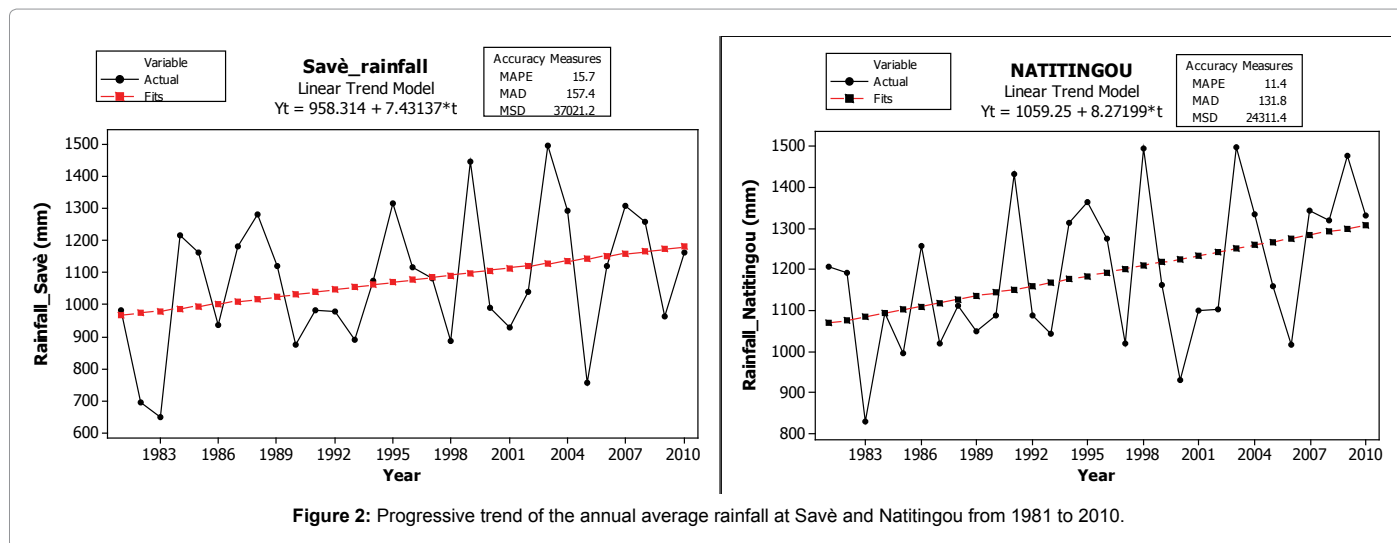 Variable
Actual
Fits
Savè_rainfall
Linear Trend Model
Yt = 958.314 + 7.43137*t
Accuracy Measures
MAPE 15.7
MAD 157.4
MSD 37021.2
Rainfall_Savè (mm)
1500
1400
1300
1200
1100
1000
900
800
700
600
1983 1986 1989 1992 1995 1998 2001 2004 2007 2010
Year
Variable
Actual
Fits
NATITINGOU
Linear Trend Model
Yt = 1059.25 + 8.27199*t
Accuracy Measures
MAPE 11.4
MAD 131.8
MSD 24311.4
Rainfall_Natitingou (mm)
1500
1400
1300
1200
1100
1000
900
800
1983 1986 1989 1992 1995 1998 2001 2004 2007 2010
Year
Figure 2: Progressive trend of the annual average rainfall at Savè and Natitingou from 1981 to 2010.